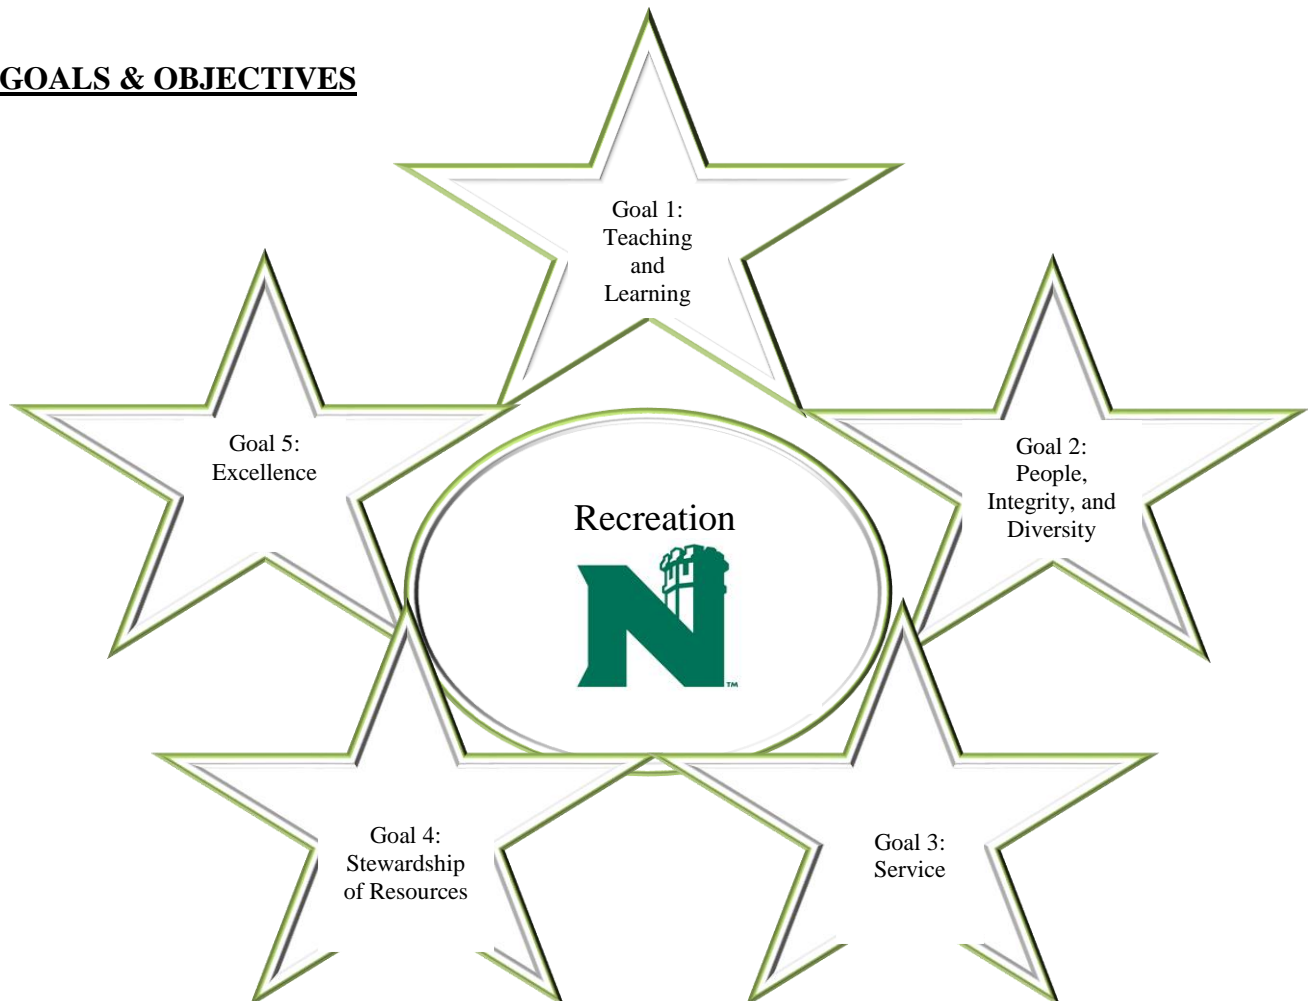 GOALS & OBJECTIVES
Goal 1:
Teaching
and
Learning
Goal 5:
Excellence
Goal 2:
People,
Integrity, and
Diversity
Recreation
N
TM
Goal 4:
Stewardship
of Resources
Goal 3:
Service